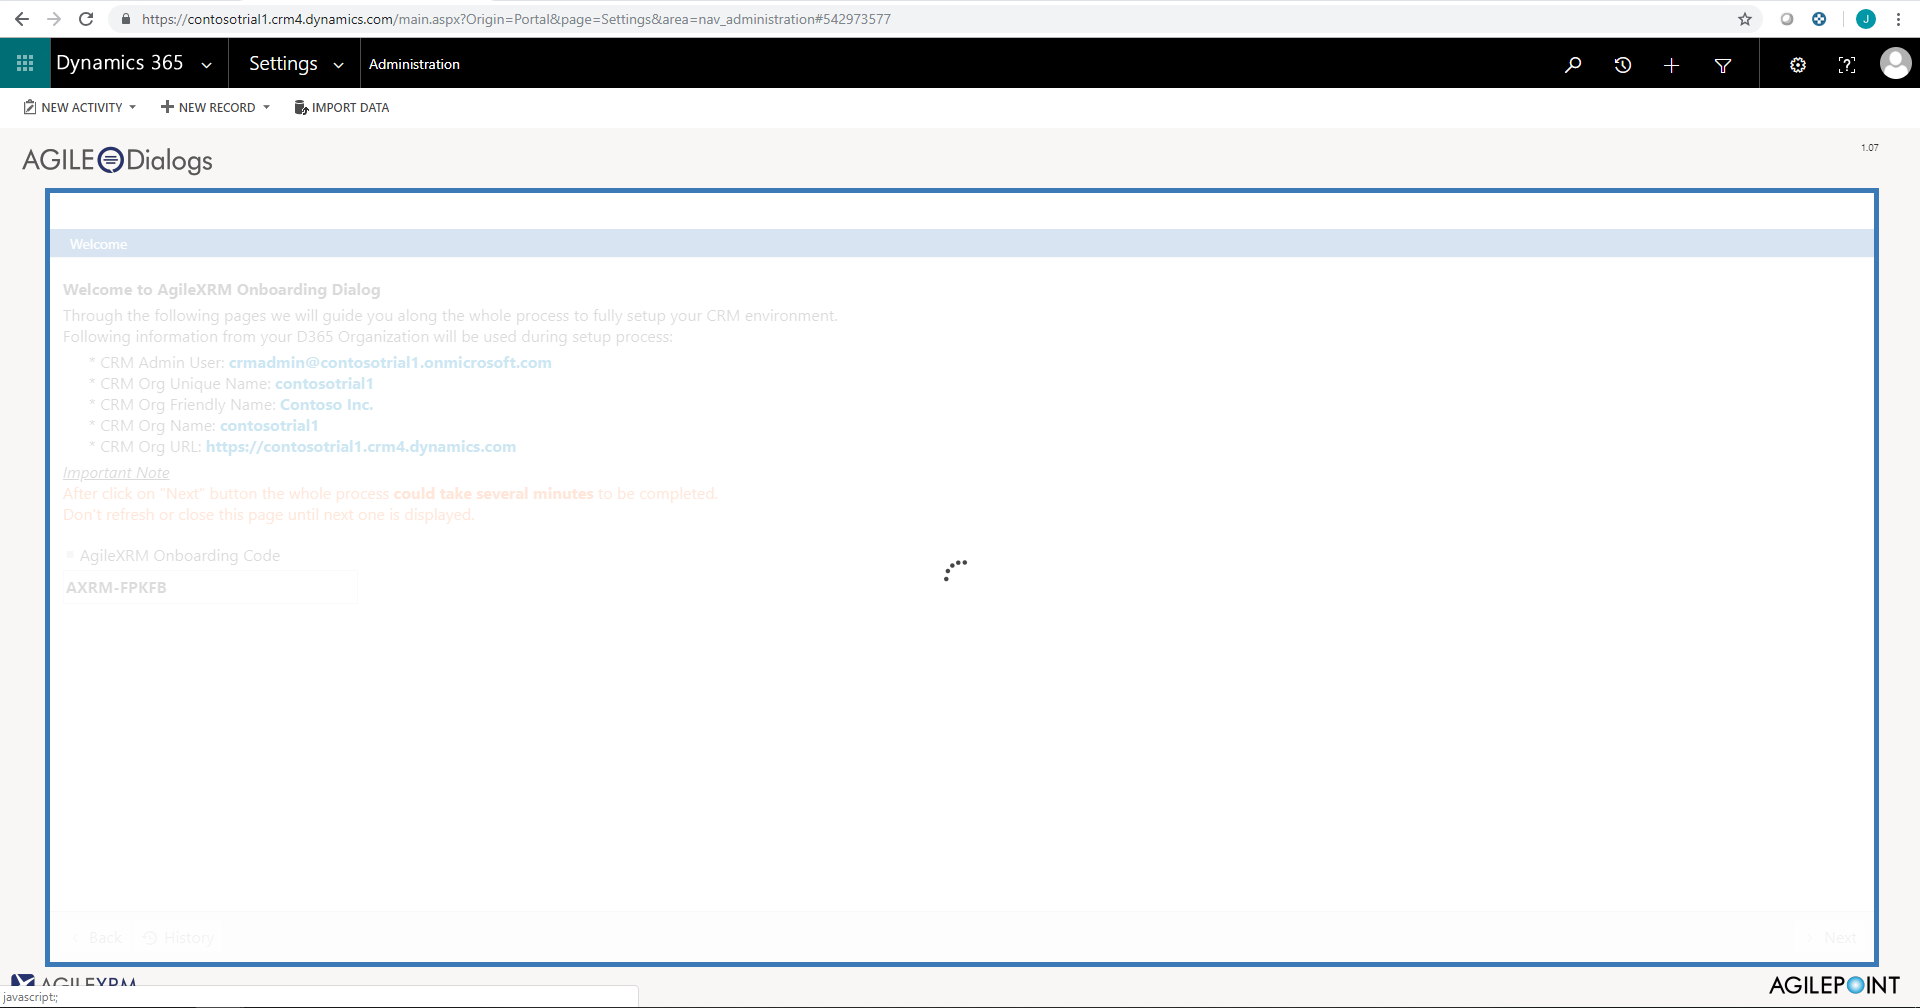 https://contosotrial1.crm4.dynamics.com/main.aspx?Origin=Portal&page=Settings&area=nav_administration#542973577
J
Dynamics 365 Settings Administration
NEW ACTIVITY NEW RECORD IMPORT DATA
AGILE Dialogs
1.07
Welcome
Welcome to AgileXRM Onboarding Dialog
Through the following pages we will guide you along the whole process to fully setup your CRM environment.
Following information from your D365 Organization will be used during setup process:
* CRM Admin User: crmadmin@contosotrial1.onmicrosoft.com
* CRM Org Unique Name: contosotrial1
* CRM Org Friendly Name: Contoso Inc.
* CRM Org Name: contosotrial1
* CRM Org URL: https://contosotrial1.crm4.dynamics.com
Important Note
After click on "Next" button the whole process could take several minutes to be completed.
Don't refresh or close this page until next one is displayed.
AgileXRM Onboarding Code
AXRM-FPKFB
Back History Next
AGILEXRM
AGILEPOINT
javascript:;